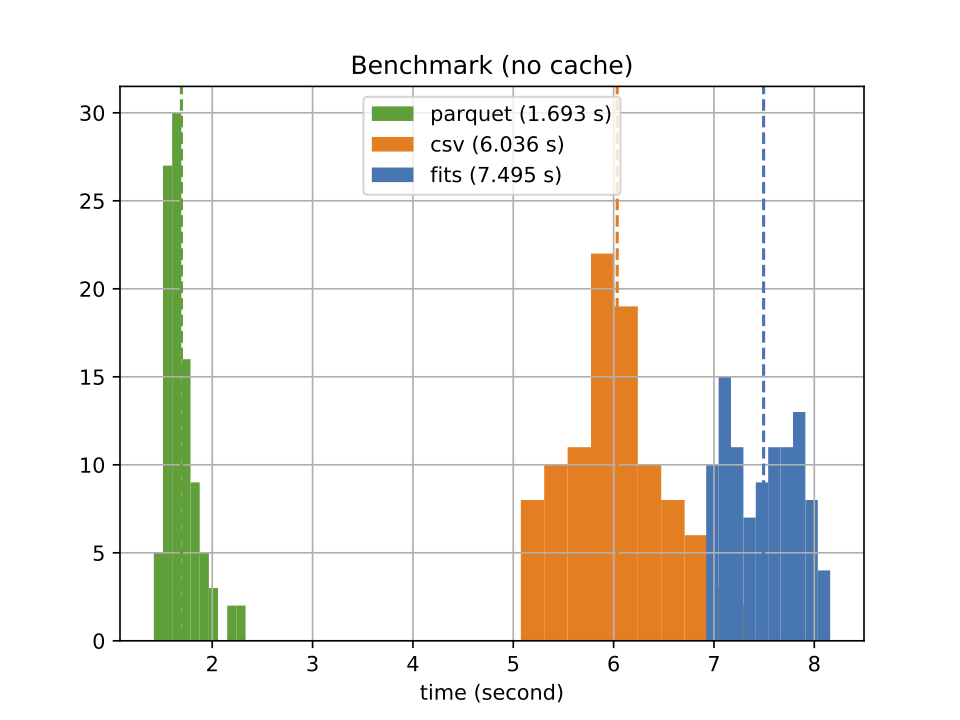 Benchmark (no cache)
parquet (1.693 s)
csv (6.036 s)
fits (7.495 s)
30
25
20
15
10
5
0
2 3 4 5 6 7 8
time (second)